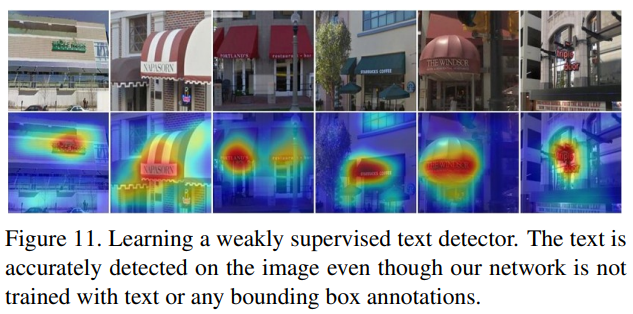 NAPASORN
STARBUCKS COFFEE
THE WINDSOR
NAPASORN
Figure 11. Learning a weakly supervised text detector. The text is
accurately detected on the image even though our network is not
trained with text or any bounding box annotations.